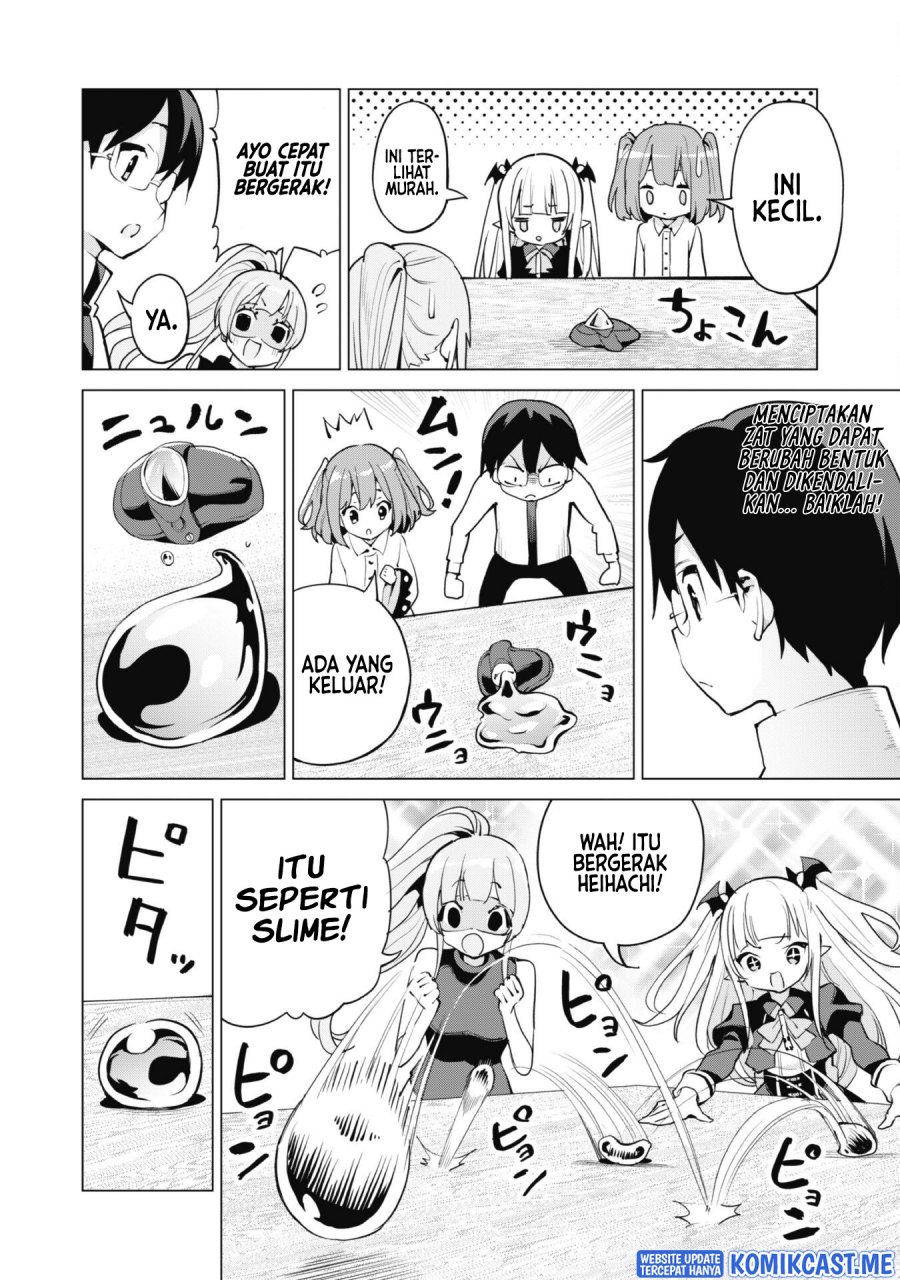 INI
KECIL.
INI TER-
LIHAT
MURAH.
ちょこん
AYO CEPAT
BUAT ITU
BERGERAK!
YA.
MENCIPTAKAN
ZAT YANG DAPAT
BERUBAH BENTUK
DAN DIKENDALI-
KAN... BAIKLAH!
ムン!
ADA YANG
KELUAR!
ウニョ
ウニョ
ニュルン
WAH! ITU
BERGERAK
HEIHACHI!
ITU
SEPERTI
SLIME!
ピョン
ピョン
ピョン
ピョン
ピタッ
WEBSITE UPDATE
TERCEPAT HANYA
KOMIKCAST.ME